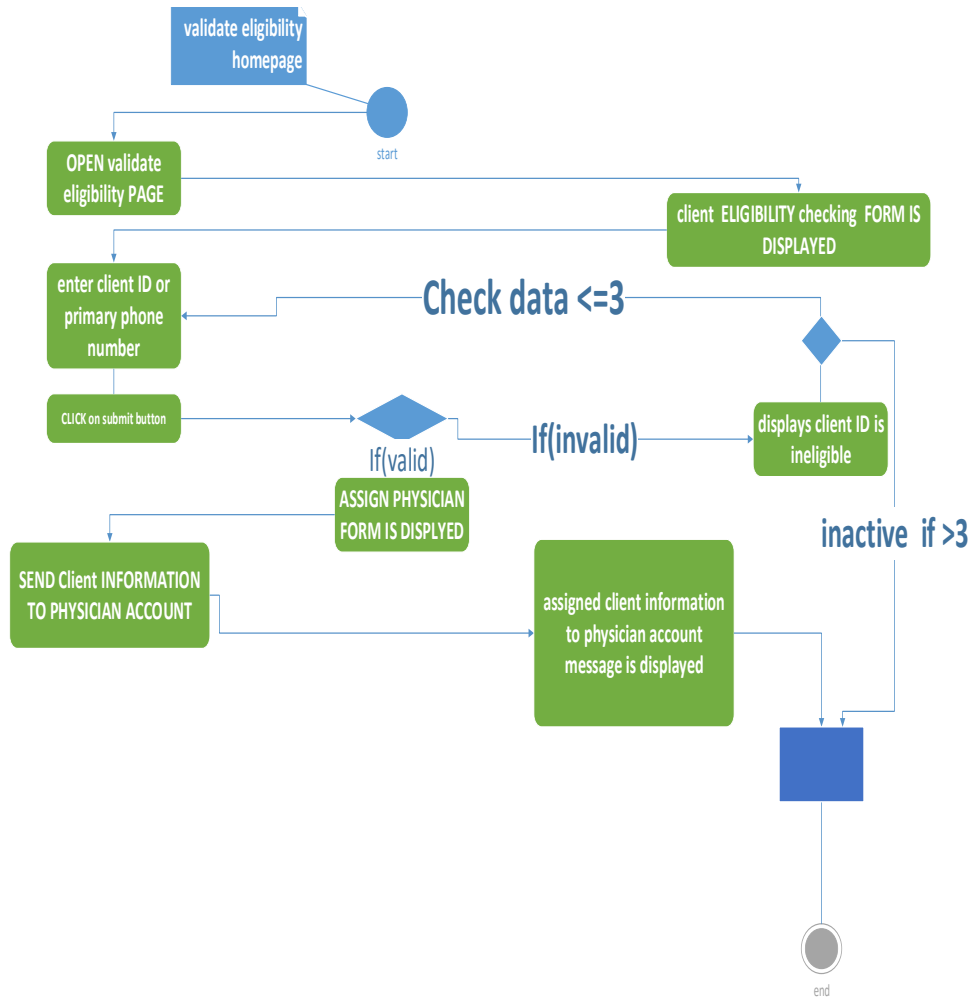 validate eligibility
homepage
start
OPEN validate
eligibility PAGE
client ELIGIBILITY checking FORM IS
DISPLAYED
enter client ID or
primary phone
number
Check data <=3
CLICK on submit button
If(valid)
If(invalid)
displays client ID is
ineligible
ASSIGN PHYSICIAN
FORM IS DISPLYED
inactive if >3
SEND Client INFORMATION
TO PHYSICIAN ACCOUNT
assigned client information
to physician account
message is displayed
end